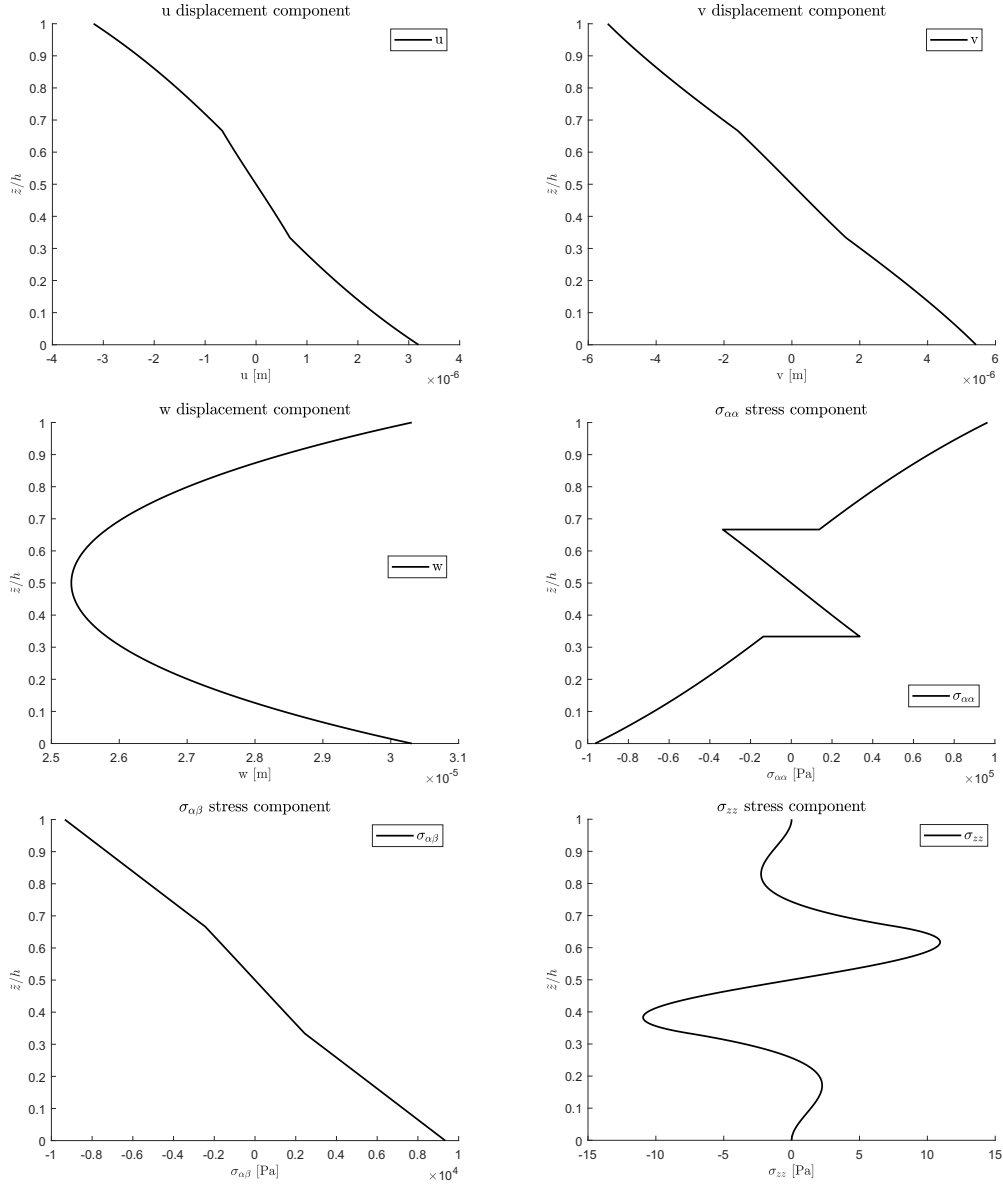 u displacement component
u
1
0.9
0.8
0.7
0.6
0.5
0.4
0.3
0.2
0.1
0
z̃/h
-4 -3 -2 -1 0 1 2 3 4
u [m]
×10⁻⁶
v displacement component
v
1
0.9
0.8
0.7
0.6
0.5
0.4
0.3
0.2
0.1
0
z̃/h
-6 -4 -2 0 2 4 6
v [m]
×10⁻⁶
w displacement component
w
1
0.9
0.8
0.7
0.6
0.5
0.4
0.3
0.2
0.1
0
z̃/h
2.5 2.6 2.7 2.8 2.9 3 3.1
w [m]
×10⁻⁵
σαα stress component
σαα
1
0.9
0.8
0.7
0.6
0.5
0.4
0.3
0.2
0.1
0
z̃/h
-1 -0.8 -0.6 -0.4 -0.2 0 0.2 0.4 0.6 0.8 1
σαα [Pa]
×10⁵
σαβ stress component
σαβ
1
0.9
0.8
0.7
0.6
0.5
0.4
0.3
0.2
0.1
0
z̃/h
-1 -0.8 -0.6 -0.4 -0.2 0 0.2 0.4 0.6 0.8 1
σαβ [Pa]
×10⁴
σzz stress component
σzz
1
0.9
0.8
0.7
0.6
0.5
0.4
0.3
0.2
0.1
0
z̃/h
-15 -10 -5 0 5 10 15
σzz [Pa]